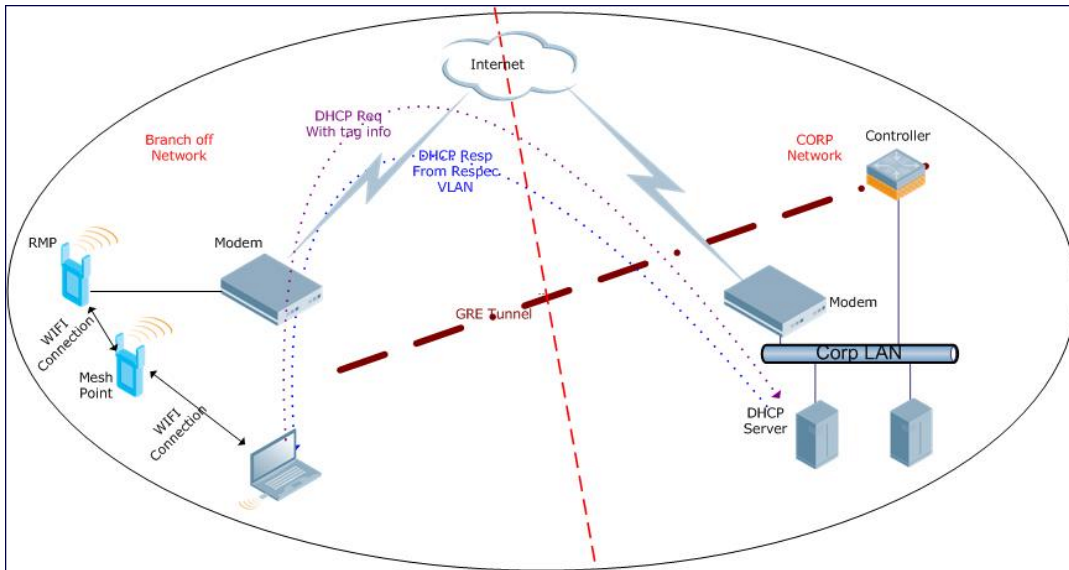 Internet
DHCP Req
With tag info
Branch off
Network
DHCP Resp
From Respec
VLAN
CORP
Network
Controller
RMP
Modem
GRE Tunnel
Modem
WIFI
Connection
Corp LAN
Mesh
Point
WIFI
Connection
DHCP
Server